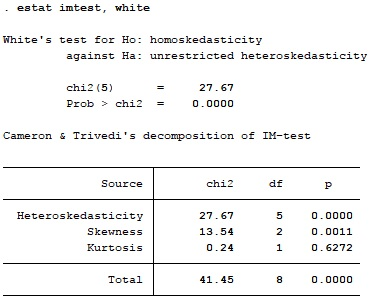 . estat imtest, white
White's test for Ho: homoskedasticity
against Ha: unrestricted heteroskedasticity
chi2(5) = 27.67
Prob > chi2 = 0.0000
Cameron & Trivedi's decomposition of IM-test
Source chi2 df p
Heteroskedasticity 27.67 5 0.0000
Skewness 13.54 2 0.0011
Kurtosis 0.24 1 0.6272
Total 41.45 8 0.0000